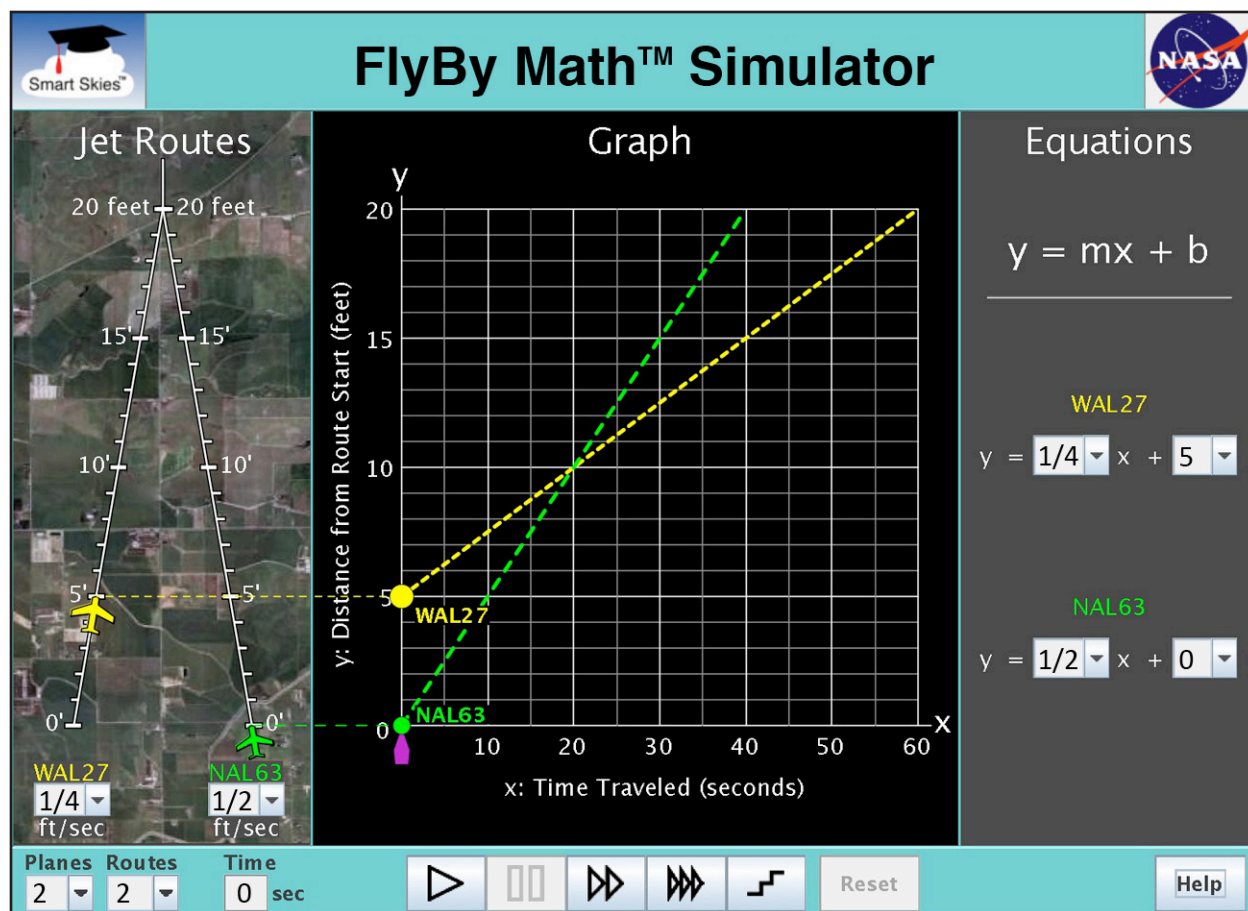 Smart Skies™
FlyBy Math™ Simulator
NASA
Jet Routes
20 feet 20 feet
15' 15'
10' 10'
5' 5'
0' 0'
WAL27 NAL63
1/4 1/2
ft/sec ft/sec
Graph
y
20
15
10
5
0
y: Distance from Route Start (feet)
WAL27
NAL63
x
10 20 30 40 50 60
x: Time Traveled (seconds)
Equations
y = mx + b
WAL27
y = 1/4 x + 5
NAL63
y = 1/2 x + 0
Planes Routes Time
2 2 0 sec
Reset
Help